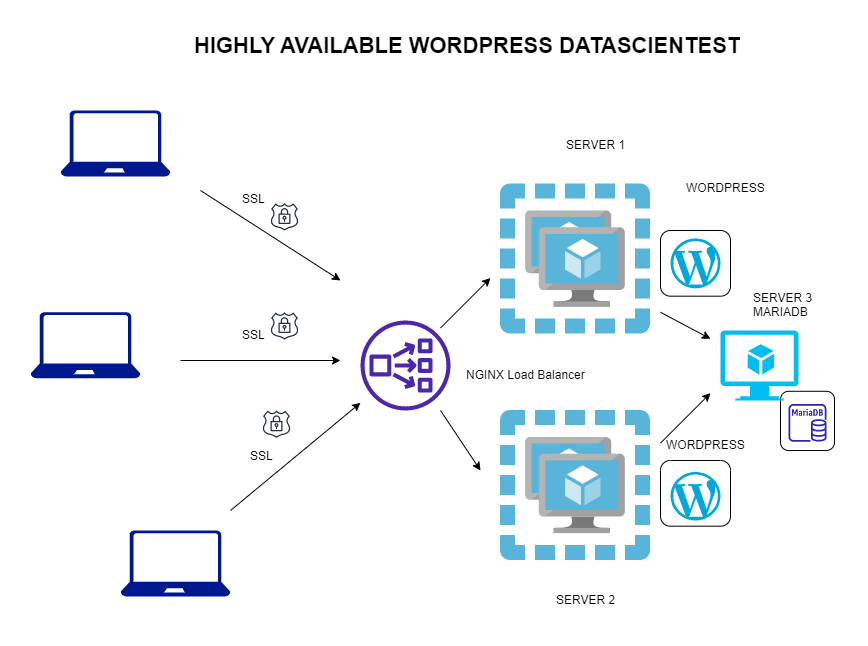 HIGHLY AVAILABLE WORDPRESS DATASCIENTEST
SERVER 1
WORDPRESS
SSL
SERVER 3
MARIADB
SSL
NGINX Load Balancer
MariaDB
WORDPRESS
SSL
SERVER 2